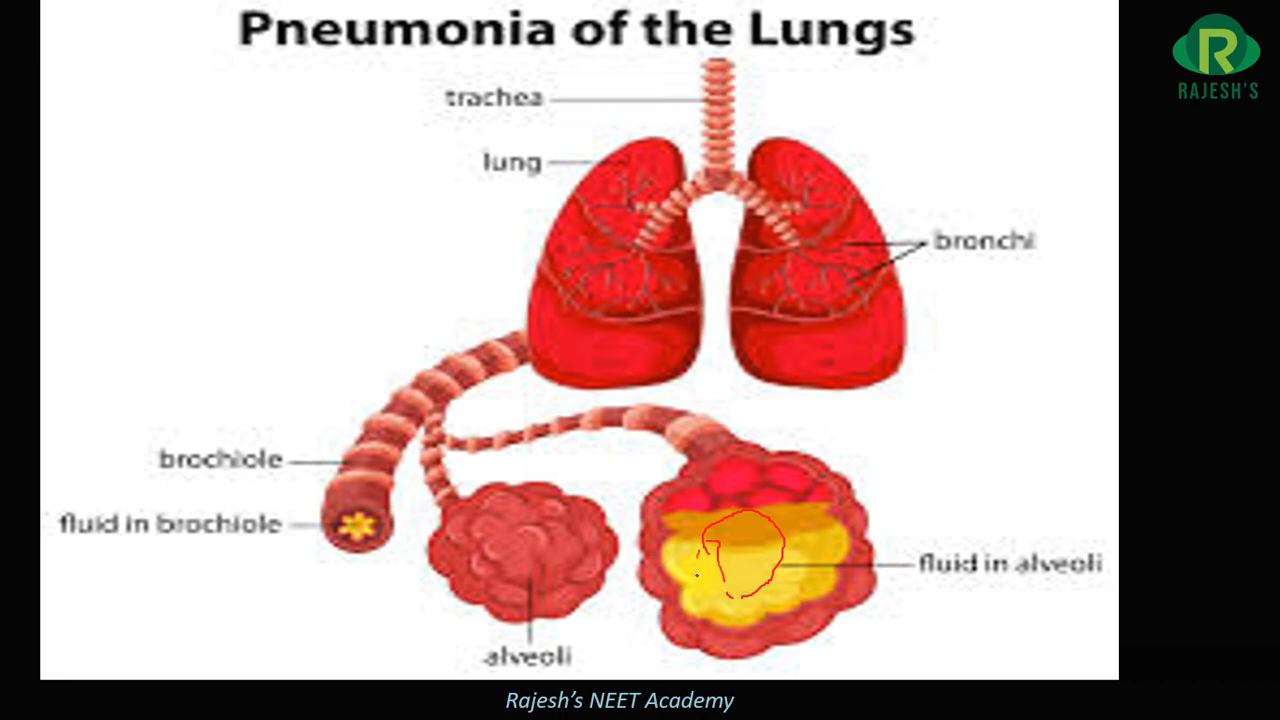 Pneumonia of the Lungs
R
RAJESH'S
trachea
lung
bronchi
brochiole
fluid in brochiole
fluid in alveoli
alveoli
Rajesh's NEET Academy